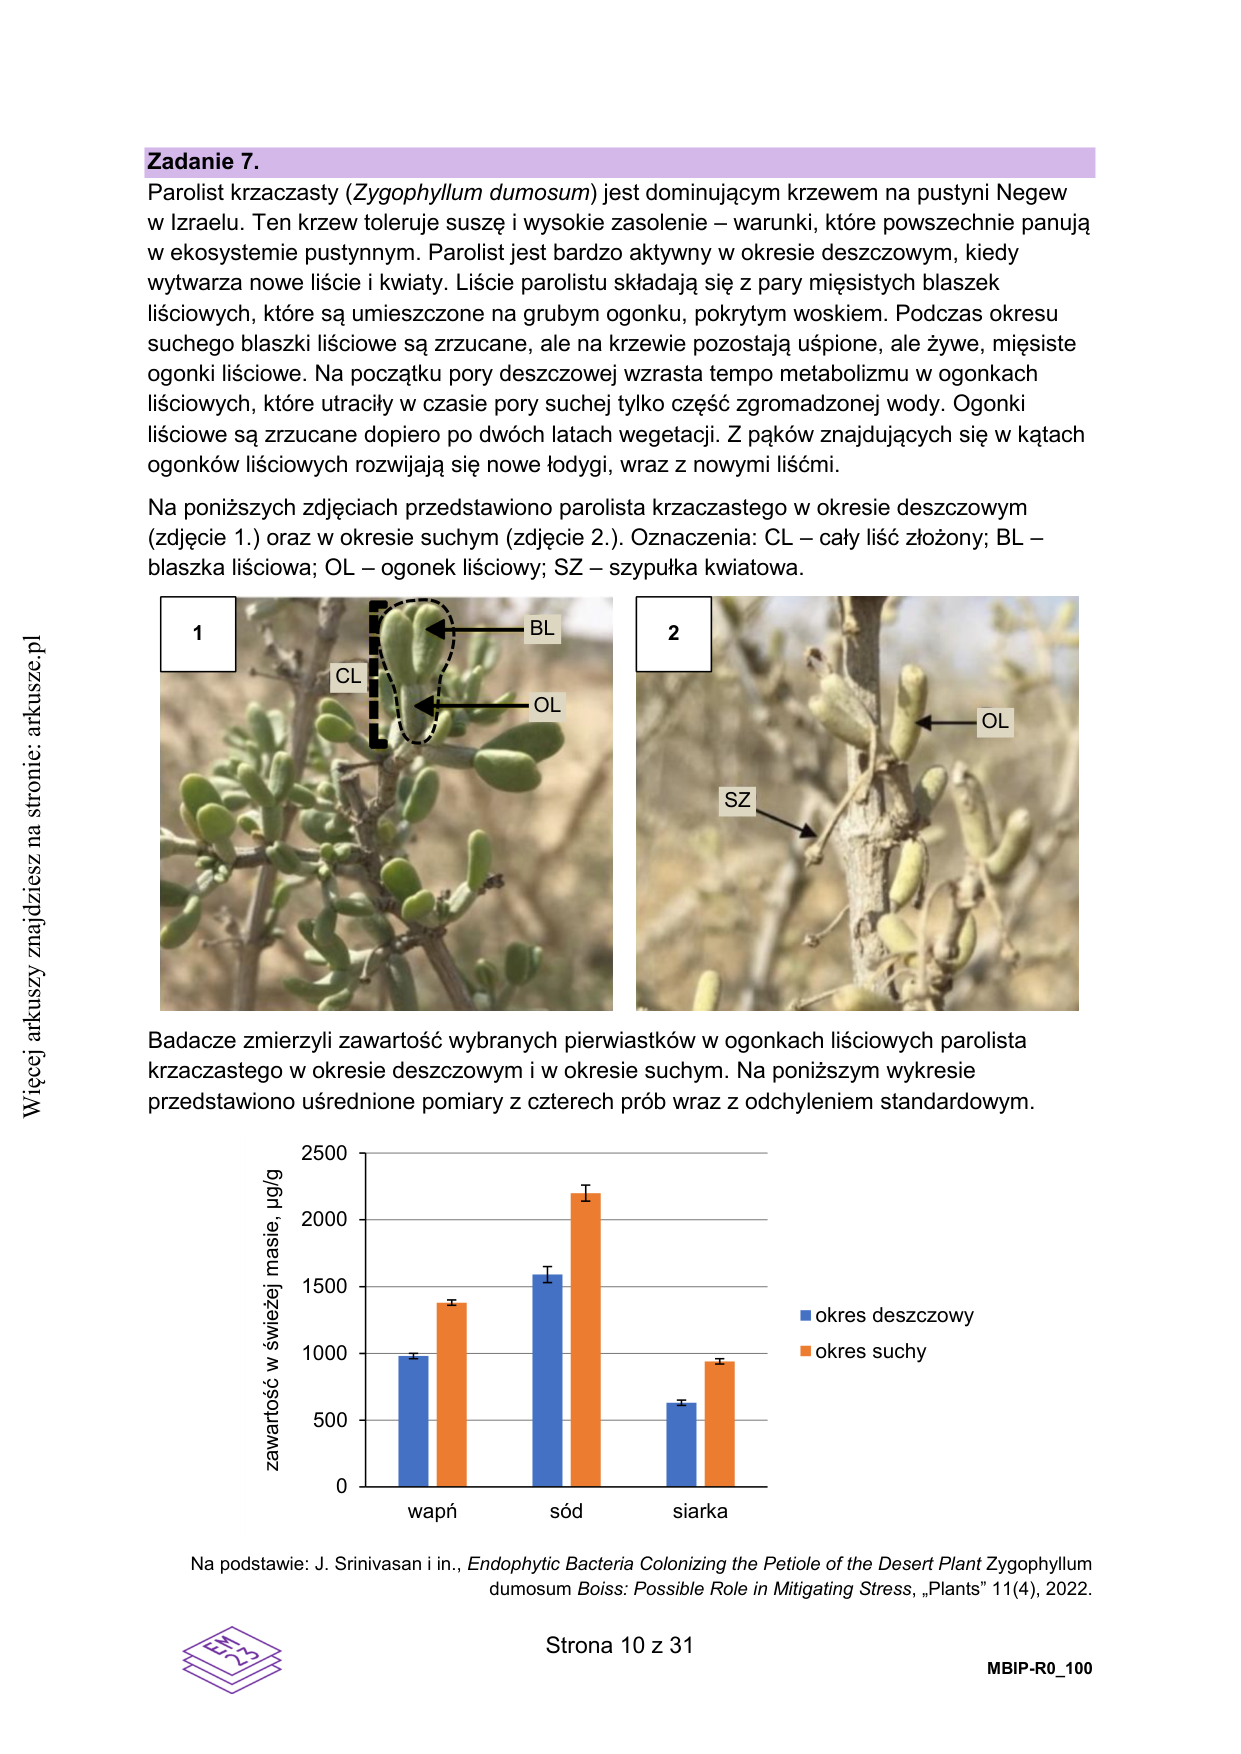 Zadanie 7.
Parolist krzaczasty (Zygophyllum dumosum) jest dominującym krzewem na pustyni Negew
w Izraelu. Ten krzew toleruje suszę i wysokie zasolenie – warunki, które powszechnie panują
w ekosystemie pustynnym. Parolist jest bardzo aktywny w okresie deszczowym, kiedy
wytwarza nowe liście i kwiaty. Liście parolistu składają się z pary mięsistych blaszek
liściowych, które są umieszczone na grubym ogonku, pokrytym woskiem. Podczas okresu
suchego blaszki liściowe są zrzucane, ale na krzewie pozostają uśpione, ale żywe, mięsiste
ogonki liściowe. Na początku pory deszczowej wzrasta tempo metabolizmu w ogonkach
liściowych, które utraciły w czasie pory suchej tylko część zgromadzonej wody. Ogonki
liściowe są zrzucane dopiero po dwóch latach wegetacji. Z pąków znajdujących się w kątach
ogonków liściowych rozwijają się nowe łodygi, wraz z nowymi liśćmi.
Na poniższych zdjęciach przedstawiono parolista krzaczastego w okresie deszczowym
(zdjęcie 1.) oraz w okresie suchym (zdjęcie 2.). Oznaczenia: CL – cały liść złożony; BL –
blaszka liściowa; OL – ogonek liściowy; SZ – szypułka kwiatowa.
1
BL
CL
OL
2
OL
SZ
Badacze zmierzyli zawartość wybranych pierwiastków w ogonkach liściowych parolista
krzaczastego w okresie deszczowym i w okresie suchym. Na poniższym wykresie
przedstawiono uśrednione pomiary z czterech prób wraz z odchyleniem standardowym.
zawartość w świeżej masie, µg/g
2500
2000
1500
1000
500
0
wapń sód siarka
okres deszczowy
okres suchy
Na podstawie: J. Srinivasan i in., Endophytic Bacteria Colonizing the Petiole of the Desert Plant Zygophyllum
dumosum Boiss: Possible Role in Mitigating Stress, „Plants” 11(4), 2022.
EM
23
Strona 10 z 31
MBIP-R0_100
Więcej arkuszy znajdziesz na stronie: arkusze.pl